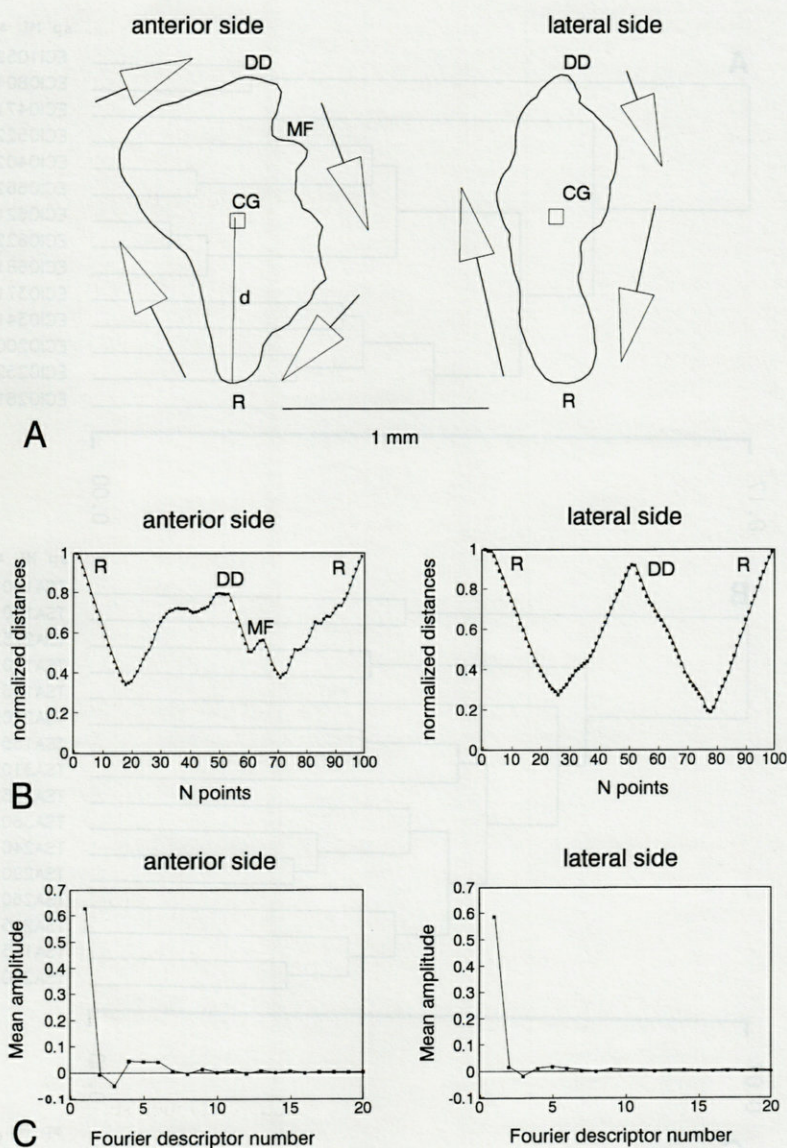 anterior side
lateral side
DD
DD
MF
CG
CG
d
R
R
A
1 mm
anterior side
lateral side
normalized distances
1
0.8
0.6
0.4
0.2
0
R
DD
MF
R
0 10 20 30 40 50 60 70 80 90 100
N points
normalized distances
1
0.8
0.6
0.4
0.2
0
R
DD
R
0 10 20 30 40 50 60 70 80 90 100
N points
B
anterior side
lateral side
Mean amplitude
0.7
0.6
0.5
0.4
0.3
0.2
0.1
0
-0.1
0 5 10 15 20
Fourier descriptor number
Mean amplitude
0.7
0.6
0.5
0.4
0.3
0.2
0.1
0
-0.1
0 5 10 15 20
Fourier descriptor number
C